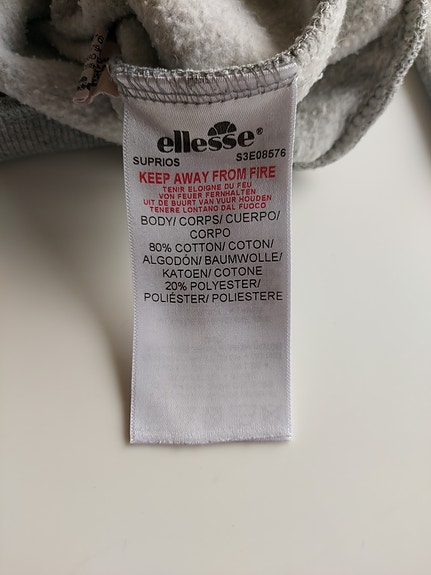 ellesse®
SUPRIOS S3E08576
KEEP AWAY FROM FIRE
TENIR ELOIGNE DU FEU
VON FEUER FERNHALTEN
UIT DE BUURT VAN VUUR HOUDEN
TENERE LONTANO DAL FUOCO
BODY/ CORPS/ CUERPO/
CORPO
80% COTTON/ COTON/
ALGODÓN/ BAUMWOLLE/
KATOEN/ COTONE
20% POLYESTER/
POLIÉSTER/ POLIESTERE